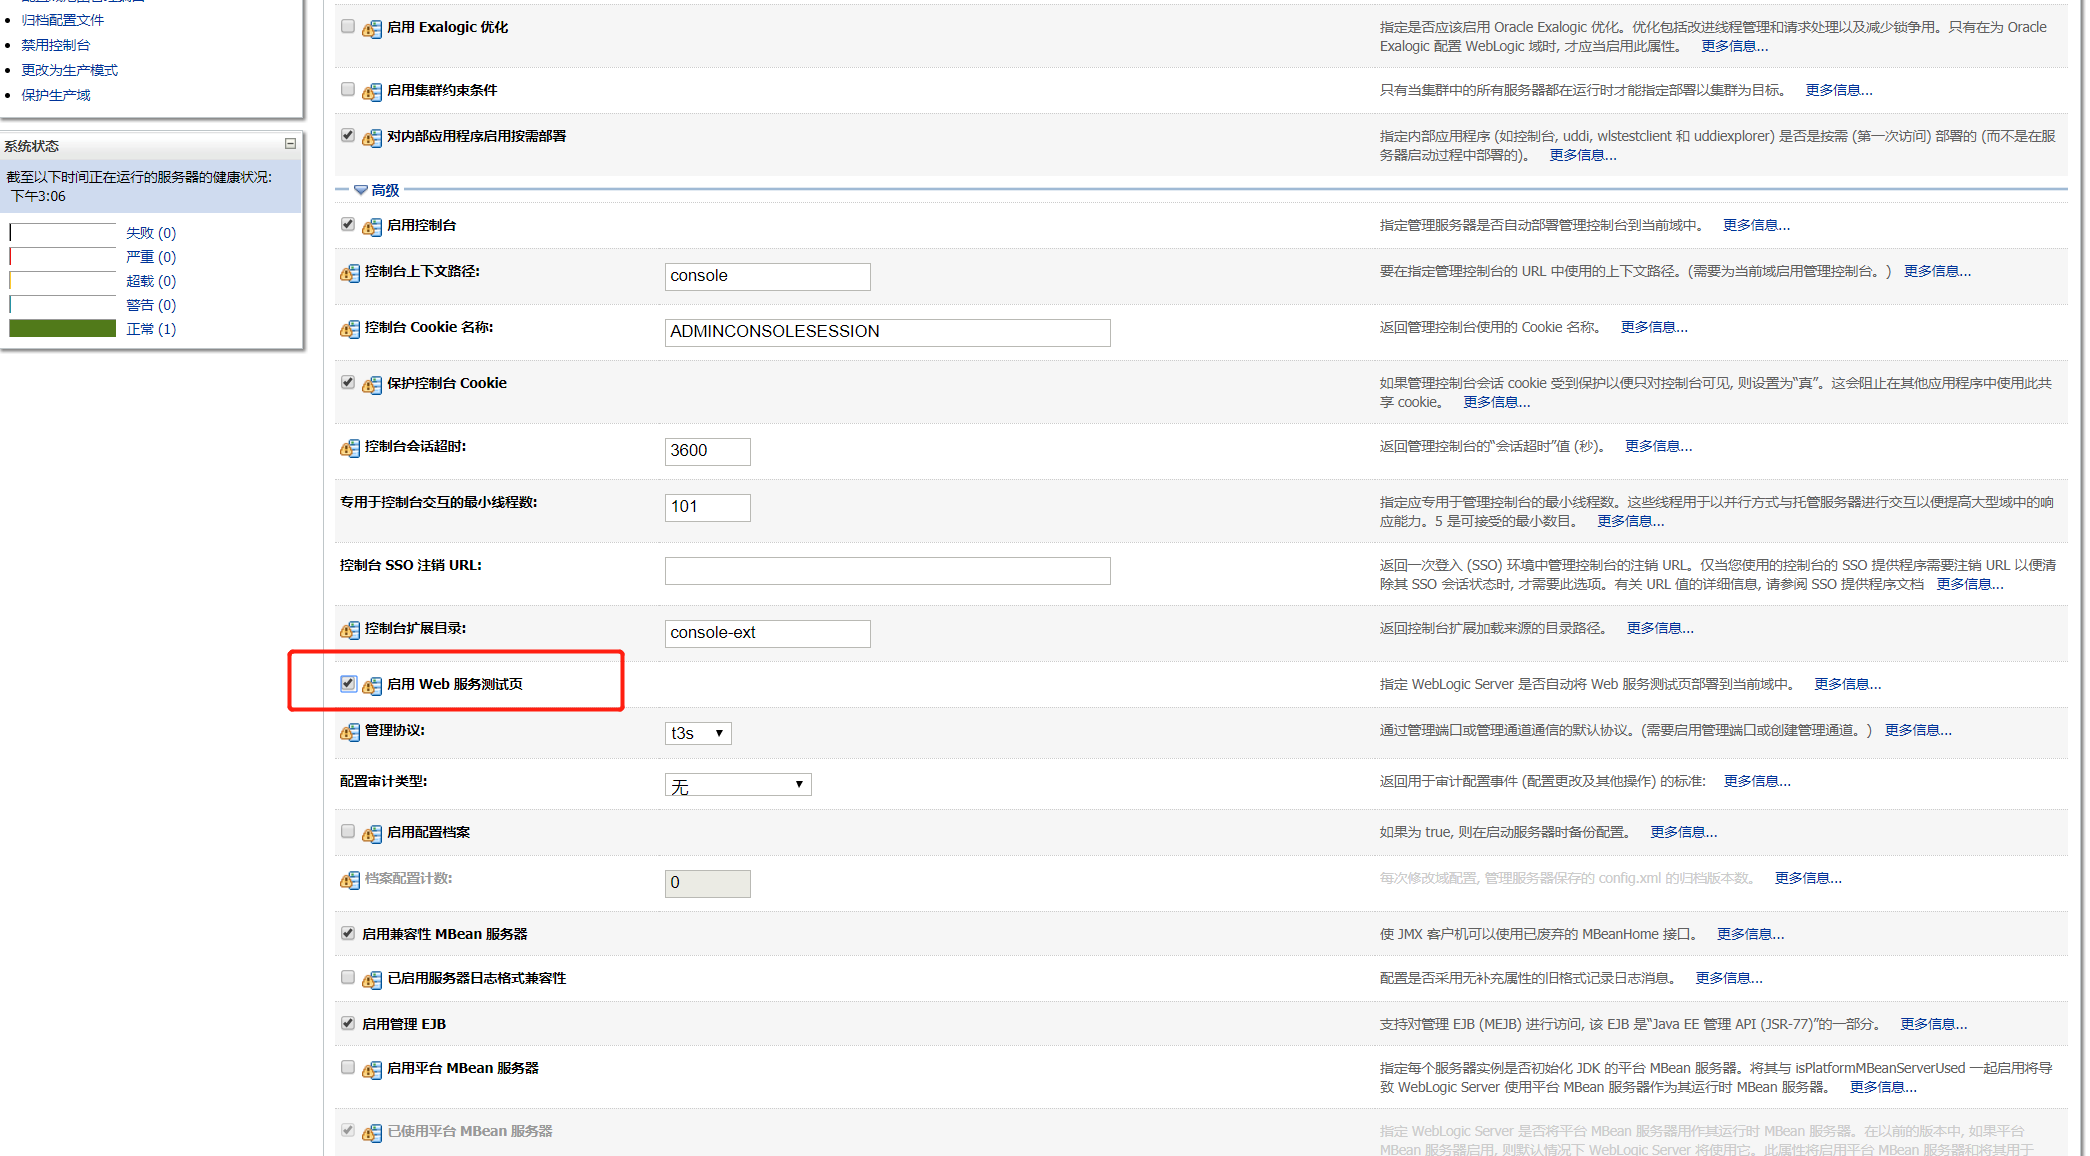 归档配置文件
禁用控制台
更改为生产模式
保护生产域
系统状态
截至以下时间正在运行的服务器的健康状况:
下午3:06
失败 (0)
严重 (0)
超载 (0)
警告 (0)
正常 (1)
启用 Exalogic 优化
指定是否应该启用 Oracle Exalogic 优化。优化包括改进线程管理和请求处理以及减少锁争用。只有在为 Oracle
Exalogic 配置 WebLogic 域时, 才应当启用此属性。 更多信息...
启用集群约束条件
只有当集群中的所有服务器都在运行时才能指定部署以集群为目标。 更多信息...
对内部应用程序启用按需部署
指定内部应用程序 (如控制台, uddi, wlstestclient 和 uddiexplorer) 是否是按需 (第一次访问) 部署的 (而不是在服
务器启动过程中部署的)。 更多信息...
高级
启用控制台
指定管理服务器是否自动部署管理控制台到当前域中。 更多信息...
控制台上下文路径: console
要在指定管理控制台的 URL 中使用的上下文路径。(需要为当前域启用管理控制台。) 更多信息...
控制台 Cookie 名称: ADMINCONSOLESESSION
返回管理控制台使用的 Cookie 名称。 更多信息...
保护控制台 Cookie
如果管理控制台会话 cookie 受到保护以便只对控制台可见, 则设置为“真”。这会阻止在其他应用程序中使用此共
享 cookie。 更多信息...
控制台会话超时: 3600
返回管理控制台的“会话超时”值 (秒)。 更多信息...
专用于控制台交互的最小线程数: 101
指定应专用于管理控制台的最小线程数。这些线程用于以并行方式与托管服务器进行交互以便提高大型域中的响
应能力。5 是可接受的最小数目。 更多信息...
控制台 SSO 注销 URL:
返回一次登入 (SSO) 环境中管理控制台的注销 URL。仅当您使用的控制台的 SSO 提供程序需要注销 URL 以便清
除其 SSO 会话状态时, 才需要此选项。有关 URL 值的详细信息, 请参阅 SSO 提供程序文档 更多信息...
控制台扩展目录: console-ext
返回控制台扩展加载来源的目录路径。 更多信息...
启用 Web 服务测试页
指定 WebLogic Server 是否自动将 Web 服务测试页部署到当前域中。 更多信息...
管理协议: t3s
通过管理端口或管理通道通信的默认协议。(需要启用管理端口或创建管理通道。) 更多信息...
配置审计类型: 无
返回用于审计配置事件 (配置更改及其他操作) 的标准: 更多信息...
启用配置档案
如果为 true, 则在启动服务器时备份配置。 更多信息...
档案配置计数: 0
每次修改域配置, 管理服务器保存的 config.xml 的归档版本数。 更多信息...
启用兼容性 MBean 服务器
使 JMX 客户机可以使用已废弃的 MBeanHome 接口。 更多信息...
已启用服务器日志格式兼容性
配置是否采用无补充属性的旧格式记录日志消息。 更多信息...
启用管理 EJB
支持对管理 EJB (MEJB) 进行访问, 该 EJB 是“Java EE 管理 API (JSR-77)”的一部分。 更多信息...
启用平台 MBean 服务器
指定每个服务器实例是否初始化 JDK 的平台 MBean 服务器。将其与 isPlatformMBeanServerUsed 一起启用将导
致 WebLogic Server 使用平台 MBean 服务器作为其运行时 MBean 服务器。 更多信息...
已使用平台 MBean 服务器
指定 WebLogic Server 是否将平台 MBean 服务器用作其运行时 MBean 服务器。在以前的版本中, 如果平台
MBean 服务器启用, 则默认情况下 WebLogic Server 将使用它。此属性将启用平台 MBean 服务器和将其用于